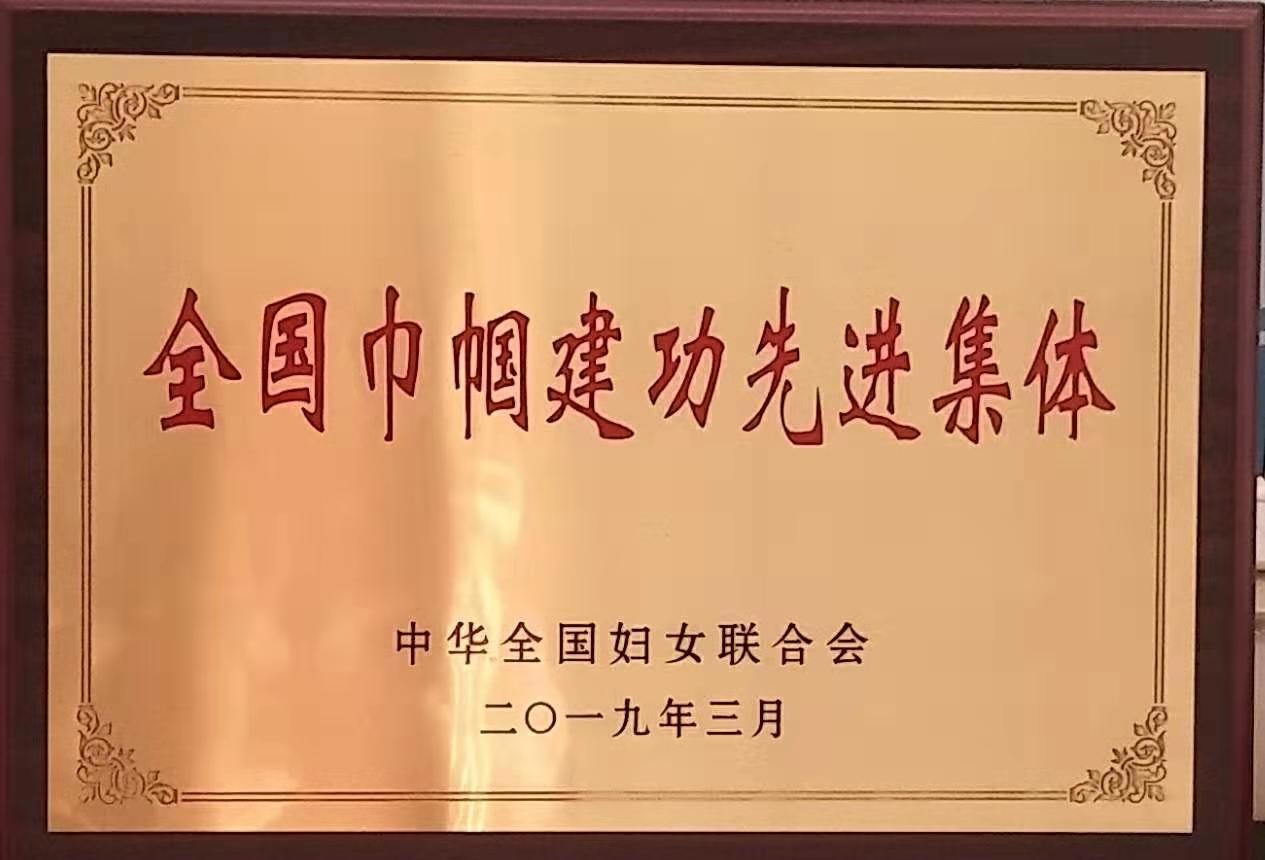 全国巾帼建功先进集体
中华全国妇女联合会
二〇一九年三月